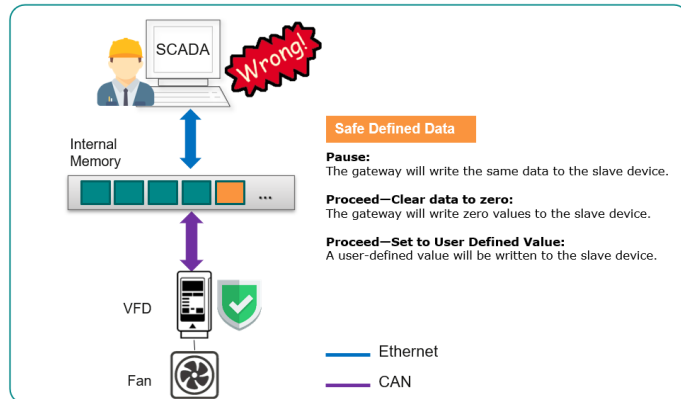 SCADA
Wrong!
Internal
Memory
...
Safe Defined Data
Pause:
The gateway will write the same data to the slave device.
Proceed—Clear data to zero:
The gateway will write zero values to the slave device.
Proceed—Set to User Defined Value:
A user-defined value will be written to the slave device.
VFD
Fan
Ethernet
CAN